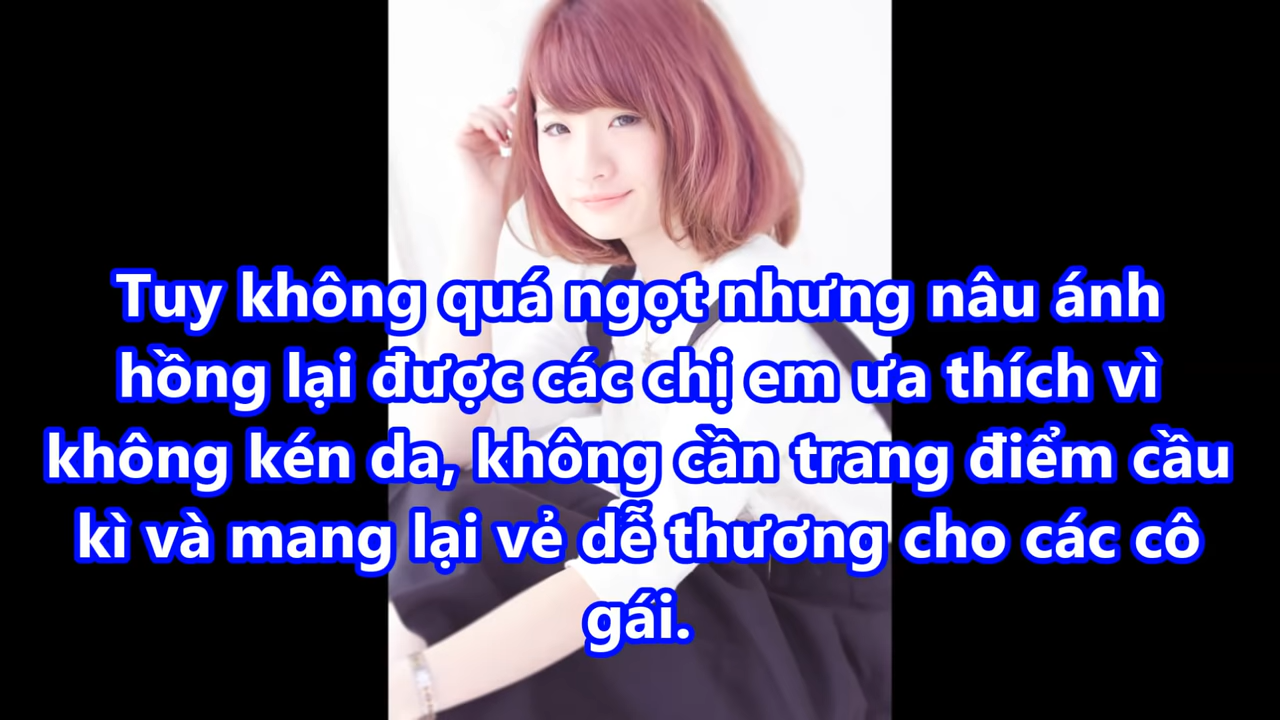 Tuy không quá ngọt nhưng nâu ánh
hồng lại được các chị em ưa thích vì
không kén da, không cần trang điểm cầu
kì và mang lại vẻ dễ thương cho các cô
gái.